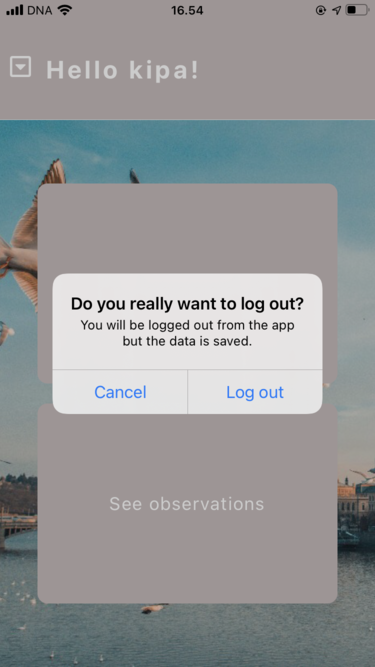 DNA 16.54
Hello kipa!
Do you really want to log out?
You will be logged out from the app
but the data is saved.
Cancel Log out
See observations